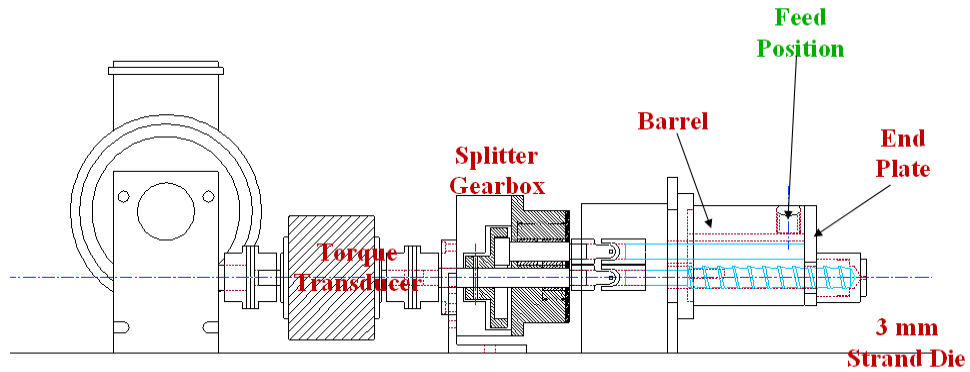 Feed
Position
Barrel
End
Plate
Splitter
Gearbox
Torque
Transducer
3 mm
Strand Die